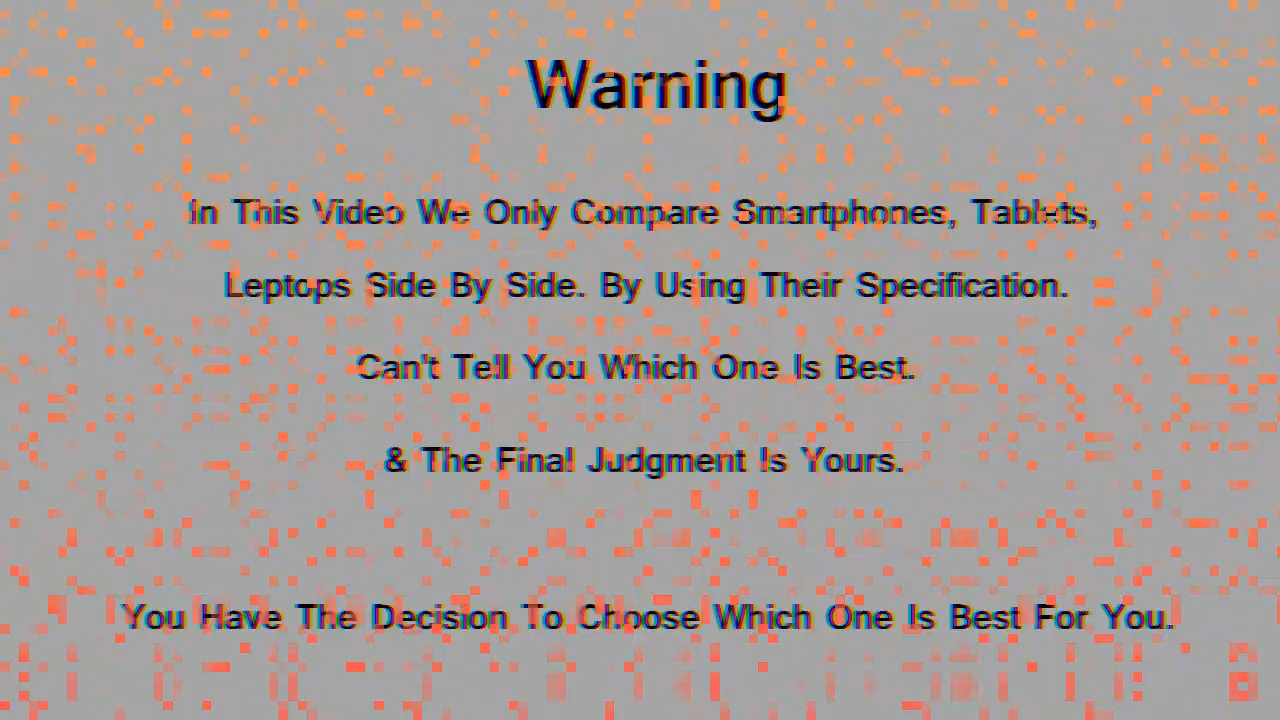 Warning
In This Video We Only Compare Smartphones, Tablets,
Leptops Side By Side. By Using Their Specification.
Can't Tell You Which One Is Best.
& The Final Judgment Is Yours.
You Have The Decision To Choose Which One Is Best For You.